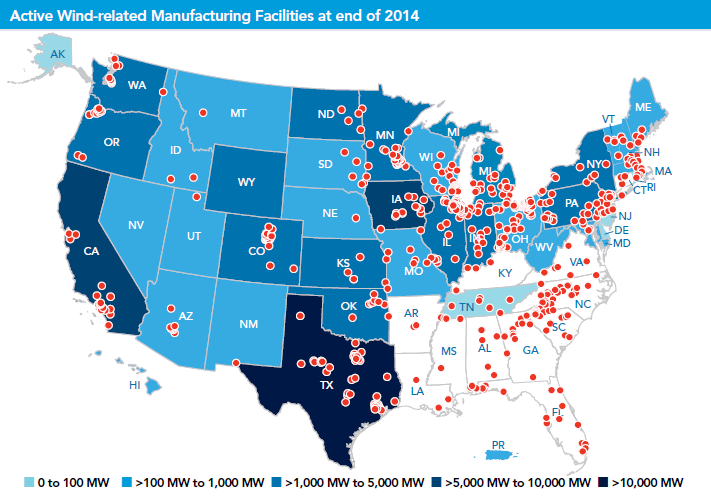 Active Wind-related Manufacturing Facilities at end of 2014
AK
WA
MT
ND
MN
MI
VT
ME
OR
ID
SD
WI
MI
NY
NH
MA
CT
RI
WY
IA
PA
NJ
DE
MD
NV
UT
NE
IL
IN
OH
WV
CA
CO
KS
MO
KY
VA
AZ
NM
OK
AR
TN
NC
SC
MS
AL
GA
TX
LA
FL
HI
PR
0 to 100 MW >100 MW to 1,000 MW >1,000 MW to 5,000 MW >5,000 MW to 10,000 MW >10,000 MW